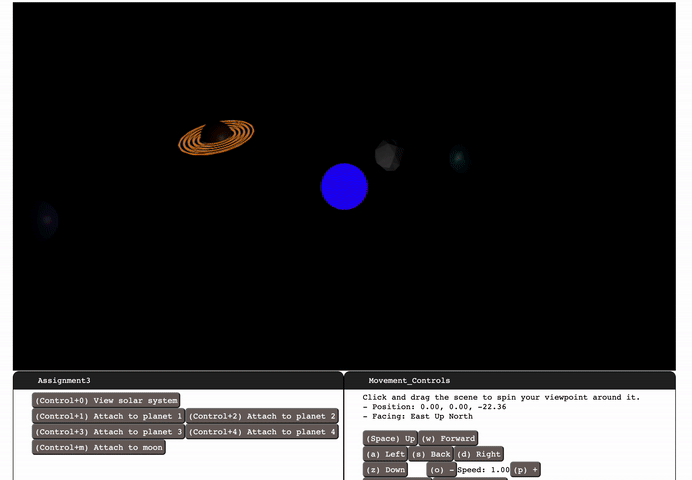 Assignment3
(Control+0) View solar system
(Control+1) Attach to planet 1 (Control+2) Attach to planet 2
(Control+3) Attach to planet 3 (Control+4) Attach to planet 4
(Control+m) Attach to moon
Movement_Controls
Click and drag the scene to spin your viewpoint around it.
- Position: 0.00, 0.00, -22.36
- Facing: East Up North
(Space) Up (w) Forward
(a) Left (s) Back (d) Right
(z) Down (o) - Speed: 1.00 (p) +